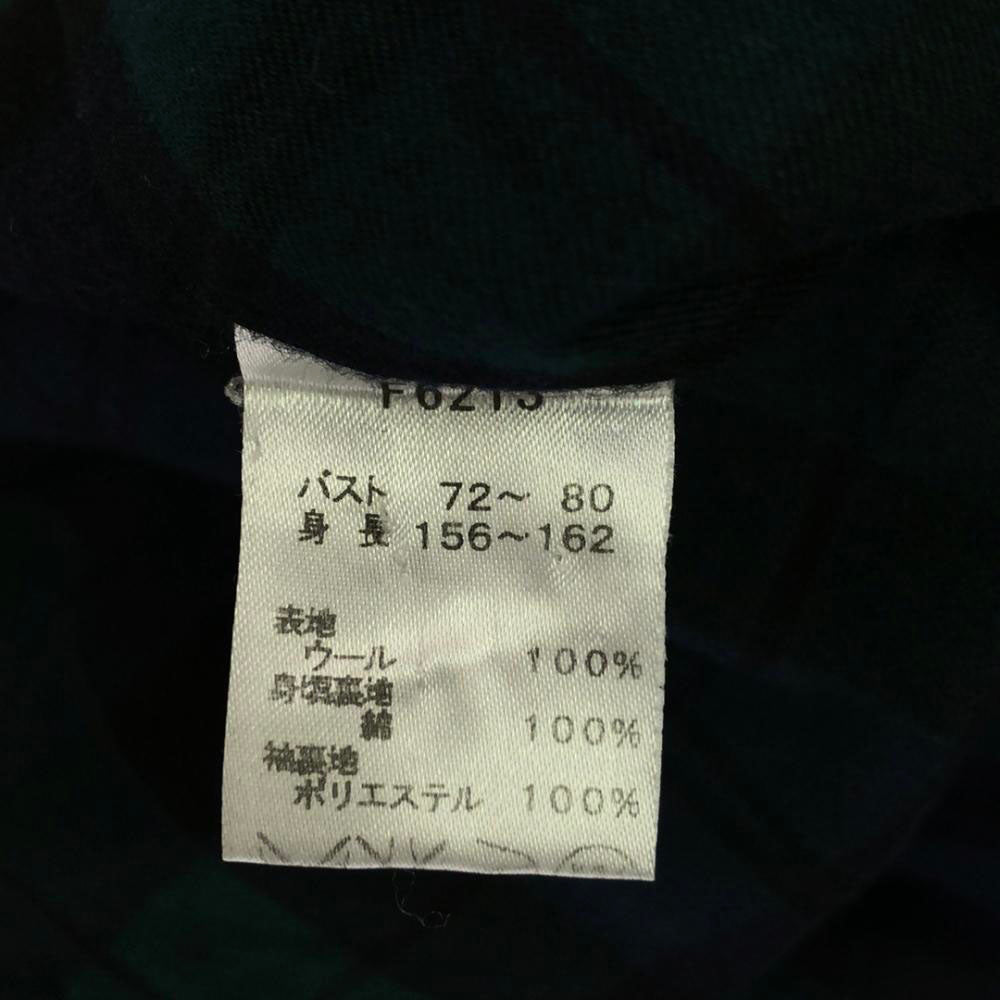 F6213
バスト 72～ 80
身 長 156～162
表地
ウール 100%
身頃裏地
綿 100%
袖裏地
ポリエステル 100%